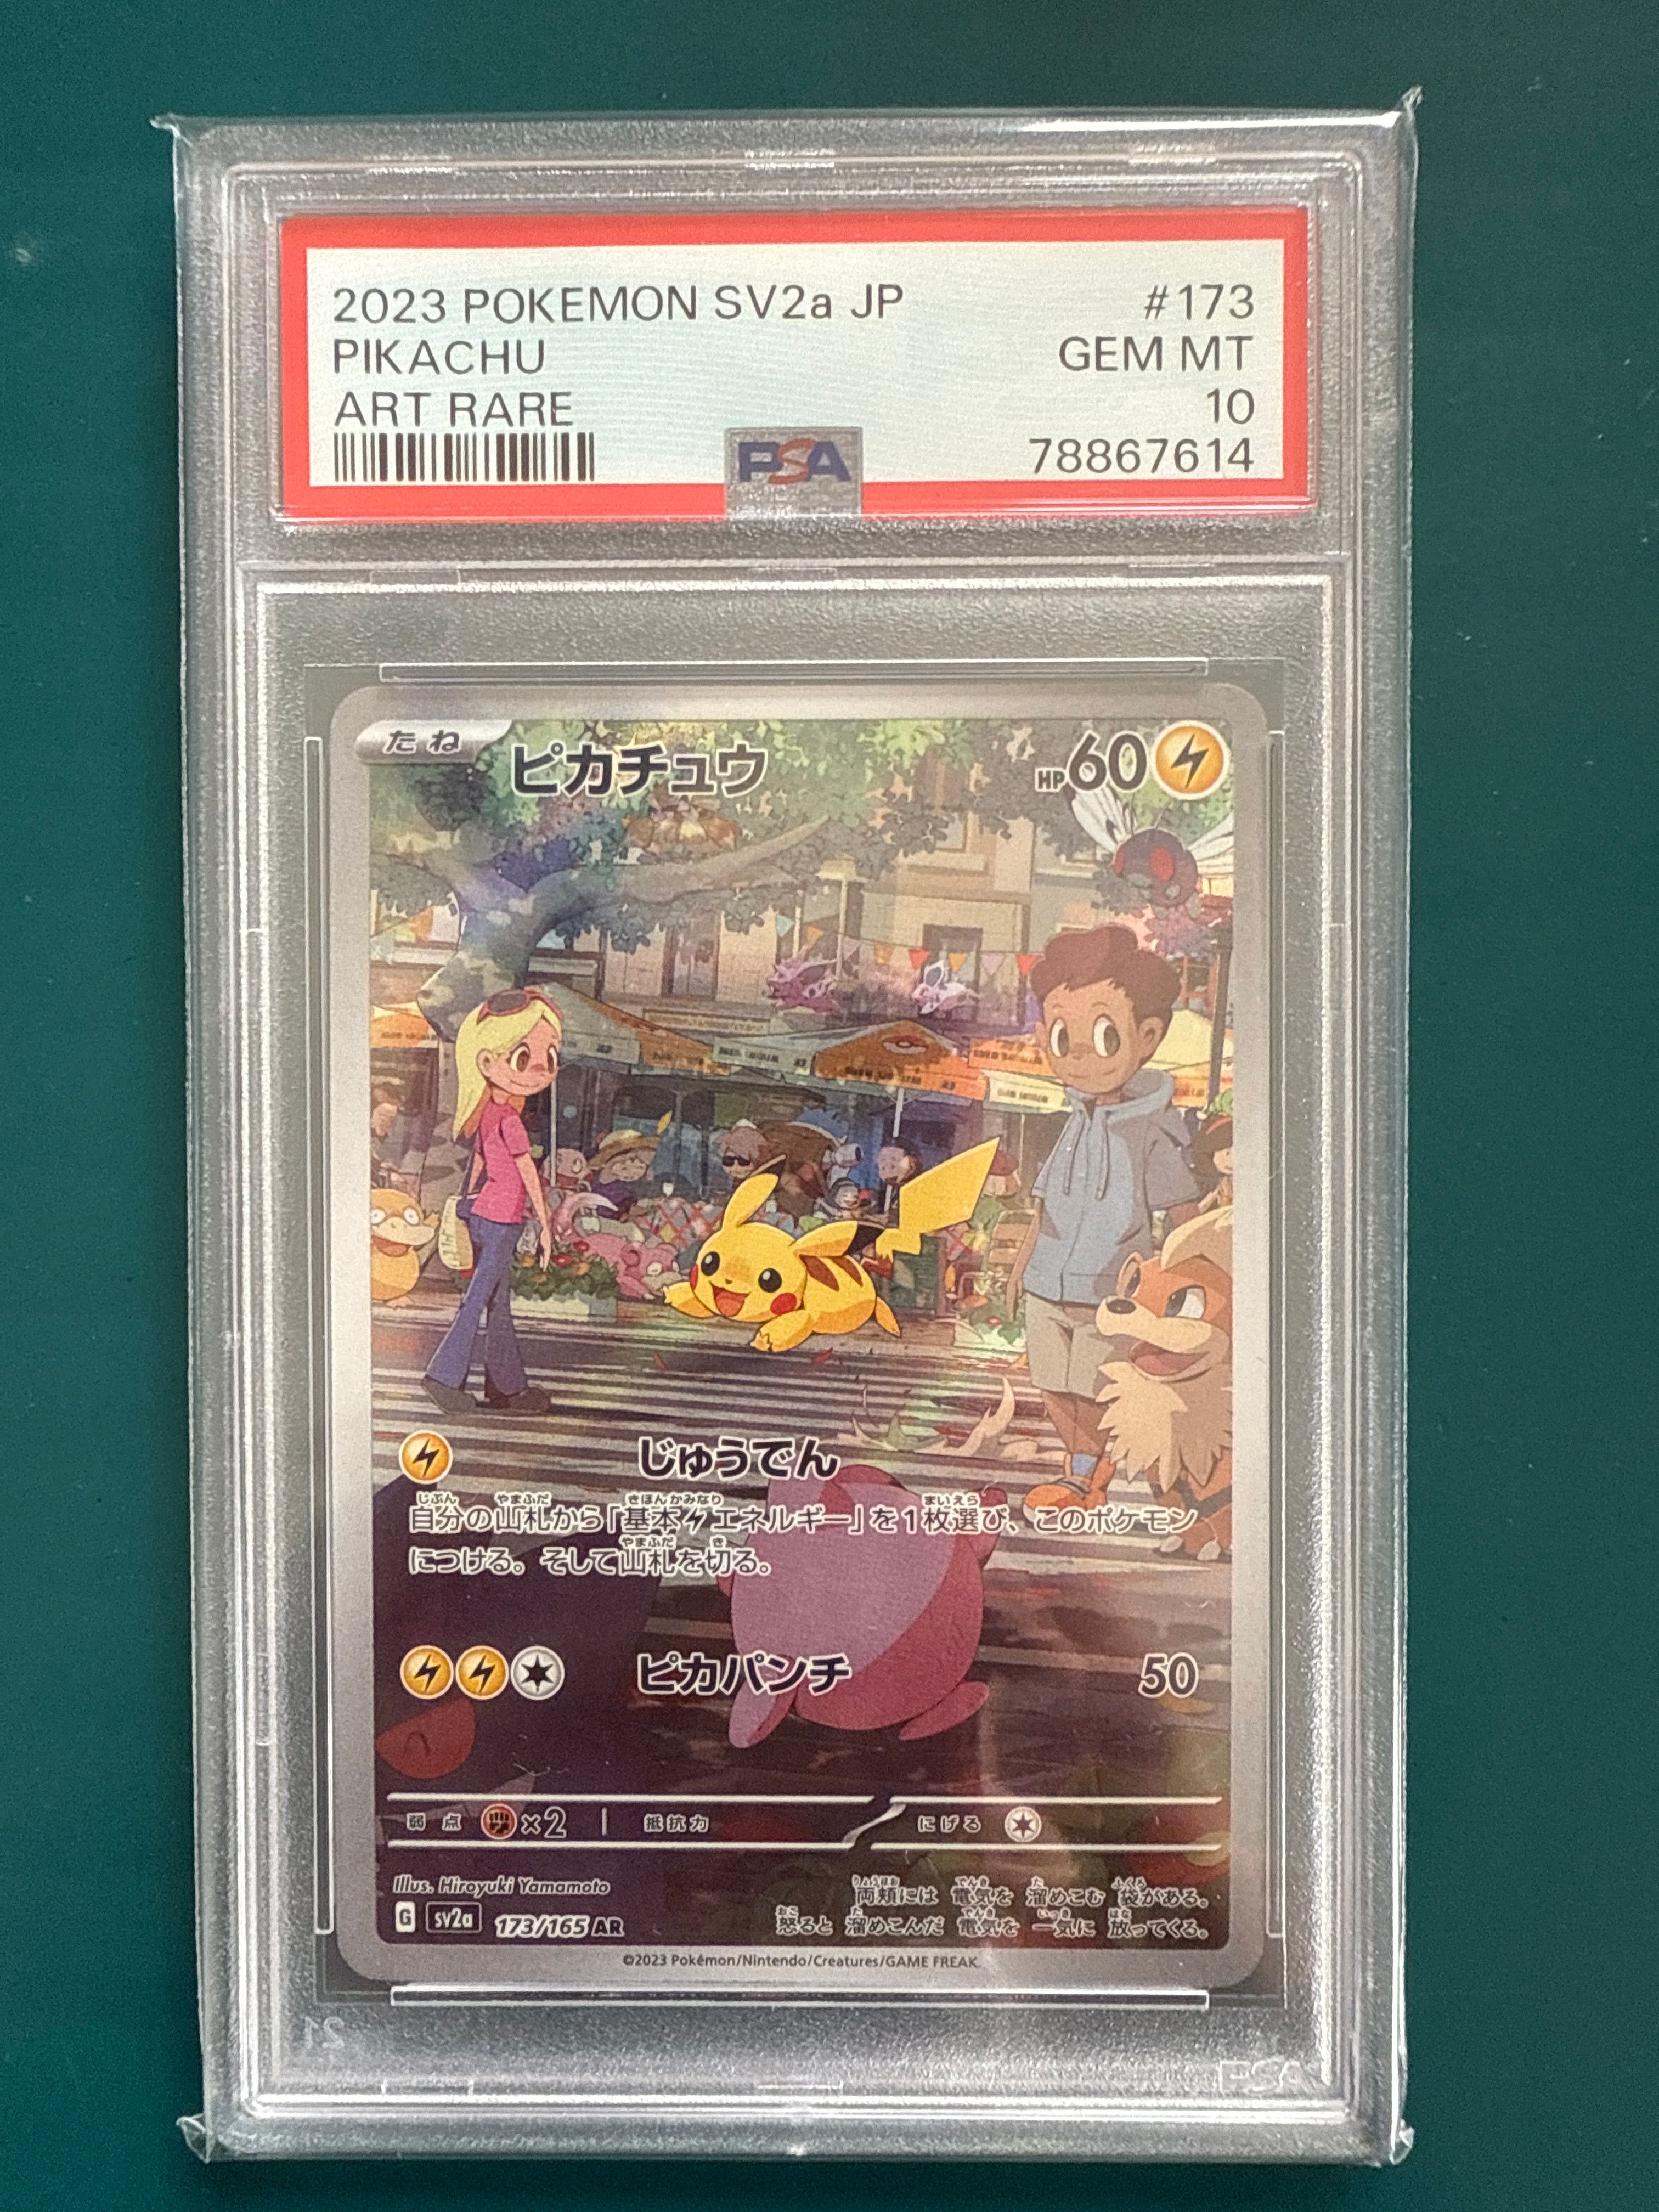 2023 POKEMON SV2a JP #173
PIKACHU GEM MT
ART RARE 10
PSA 78867614
たね ピカチュウ HP60
じゅうでん
自分の山札から「基本エネルギー」を1枚選び、このポケモン
につける。そして山札を切る。
ピカパンチ 50
弱点 ×2 抵抗力 にげる
Illus. Hiroyuki Yamamoto
両頬には 電気を 溜めこむ 袋がある。
G sv2a 173/165 AR
怒ると 溜めこんだ 電気を 一気に 放ってくる。
©2023 Pokémon/Nintendo/Creatures/GAME FREAK.
PSA